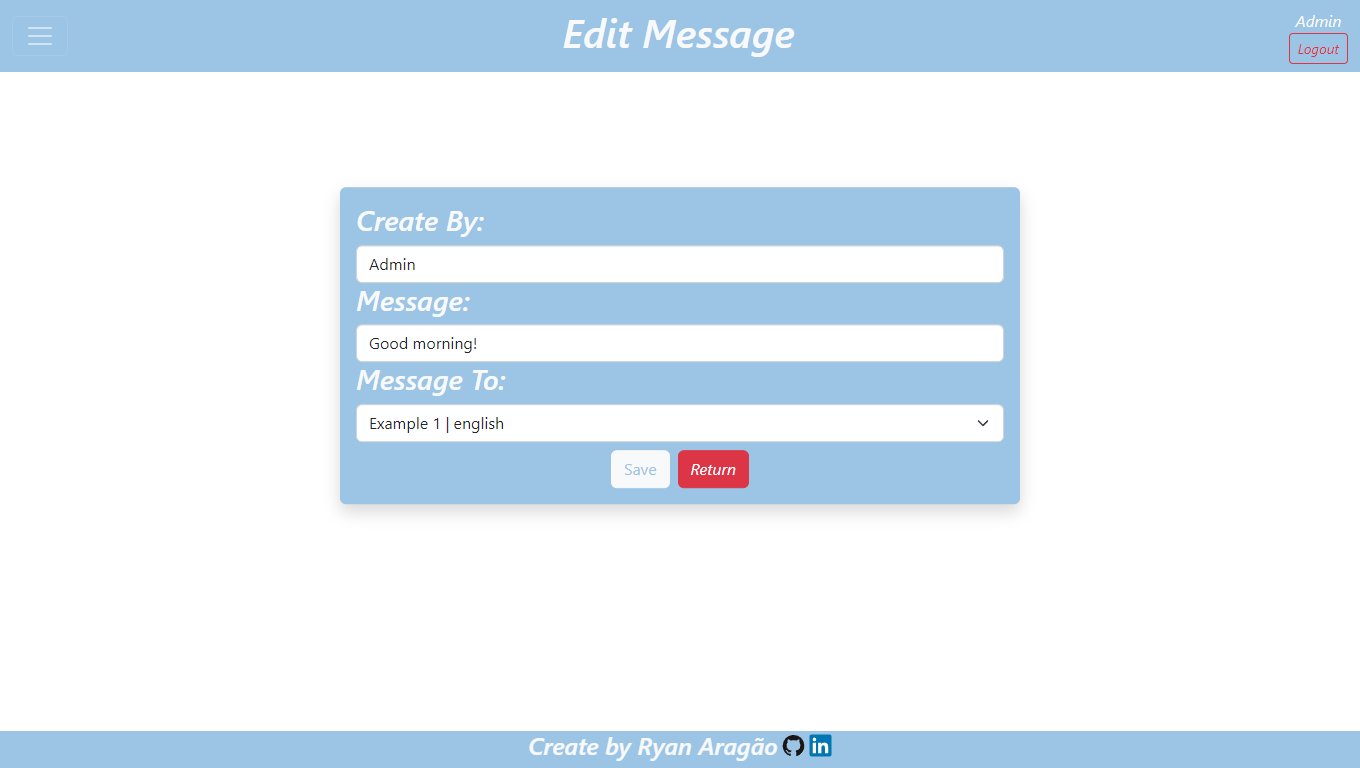 Edit Message
Admin
Logout
Create By:
Admin
Message:
Good morning!
Message To:
Example 1 | english
Save Return
Create by Ryan Aragão in